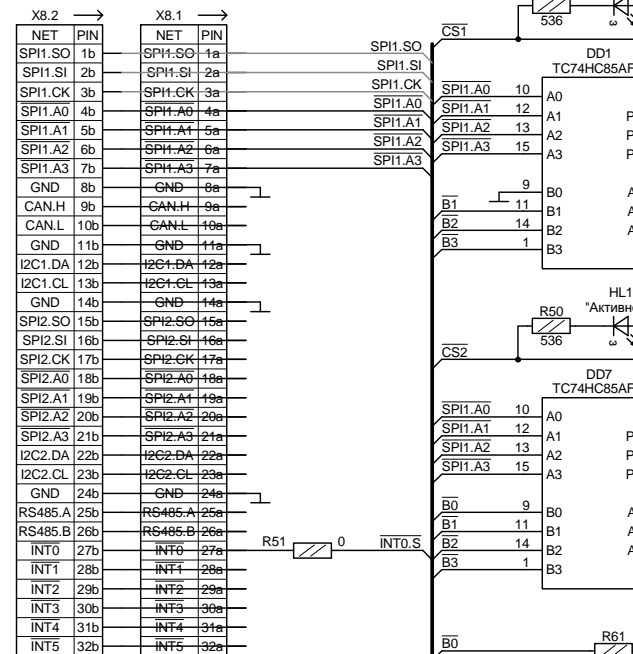 X8.2 X8.1
NET PIN NET PIN
SPI1.SO 1b SPI1.SO 1a SPI1.SO
SPI1.SI 2b SPI1.SI 2a SPI1.SI
SPI1.CK 3b SPI1.CK 3a SPI1.CK
SPI1.A0 4b SPI1.A0 4a SPI1.A0
SPI1.A1 5b SPI1.A1 5a SPI1.A1
SPI1.A2 6b SPI1.A2 6a SPI1.A2
SPI1.A3 7b SPI1.A3 7a SPI1.A3
GND 8b GND 8a
CAN.H 9b CAN.H 9a
CAN.L 10b CAN.L 10a
GND 11b GND 11a
I2C1.DA 12b I2C1.DA 12a
I2C1.CL 13b I2C1.CL 13a
GND 14b GND 14a
SPI2.SO 15b SPI2.SO 15a
SPI2.SI 16b SPI2.SI 16a
SPI2.CK 17b SPI2.CK 17a
SPI2.A0 18b SPI2.A0 18a
SPI2.A1 19b SPI2.A1 19a
SPI2.A2 20b SPI2.A2 20a
SPI2.A3 21b SPI2.A3 21a
I2C2.DA 22b I2C2.DA 22a
I2C2.CL 23b I2C2.CL 23a
GND 24b GND 24a
RS485.A 25b RS485.A 25a
RS485.B 26b RS485.B 26a
INT0 27b INT0 27a R51 0 INT0.S
INT1 28b INT1 28a
INT2 29b INT2 29a
INT3 30b INT3 30a
INT4 31b INT4 31a
INT5 32b INT5 32a
536
CS1
DD1
TC74HC85AF
SPI1.A0 10 A0
SPI1.A1 12 A1
SPI1.A2 13 A2
SPI1.A3 15 A3
9 B0
B1 11 B1
B2 14 B2
B3 1 B3
HL1
R50
536 3
CS2
DD7
TC74HC85AF
SPI1.A0 10 A0
SPI1.A1 12 A1
SPI1.A2 13 A2
SPI1.A3 15 A3
B0 9 B0
B1 11 B1
B2 14 B2
B3 1 B3
R61
B0